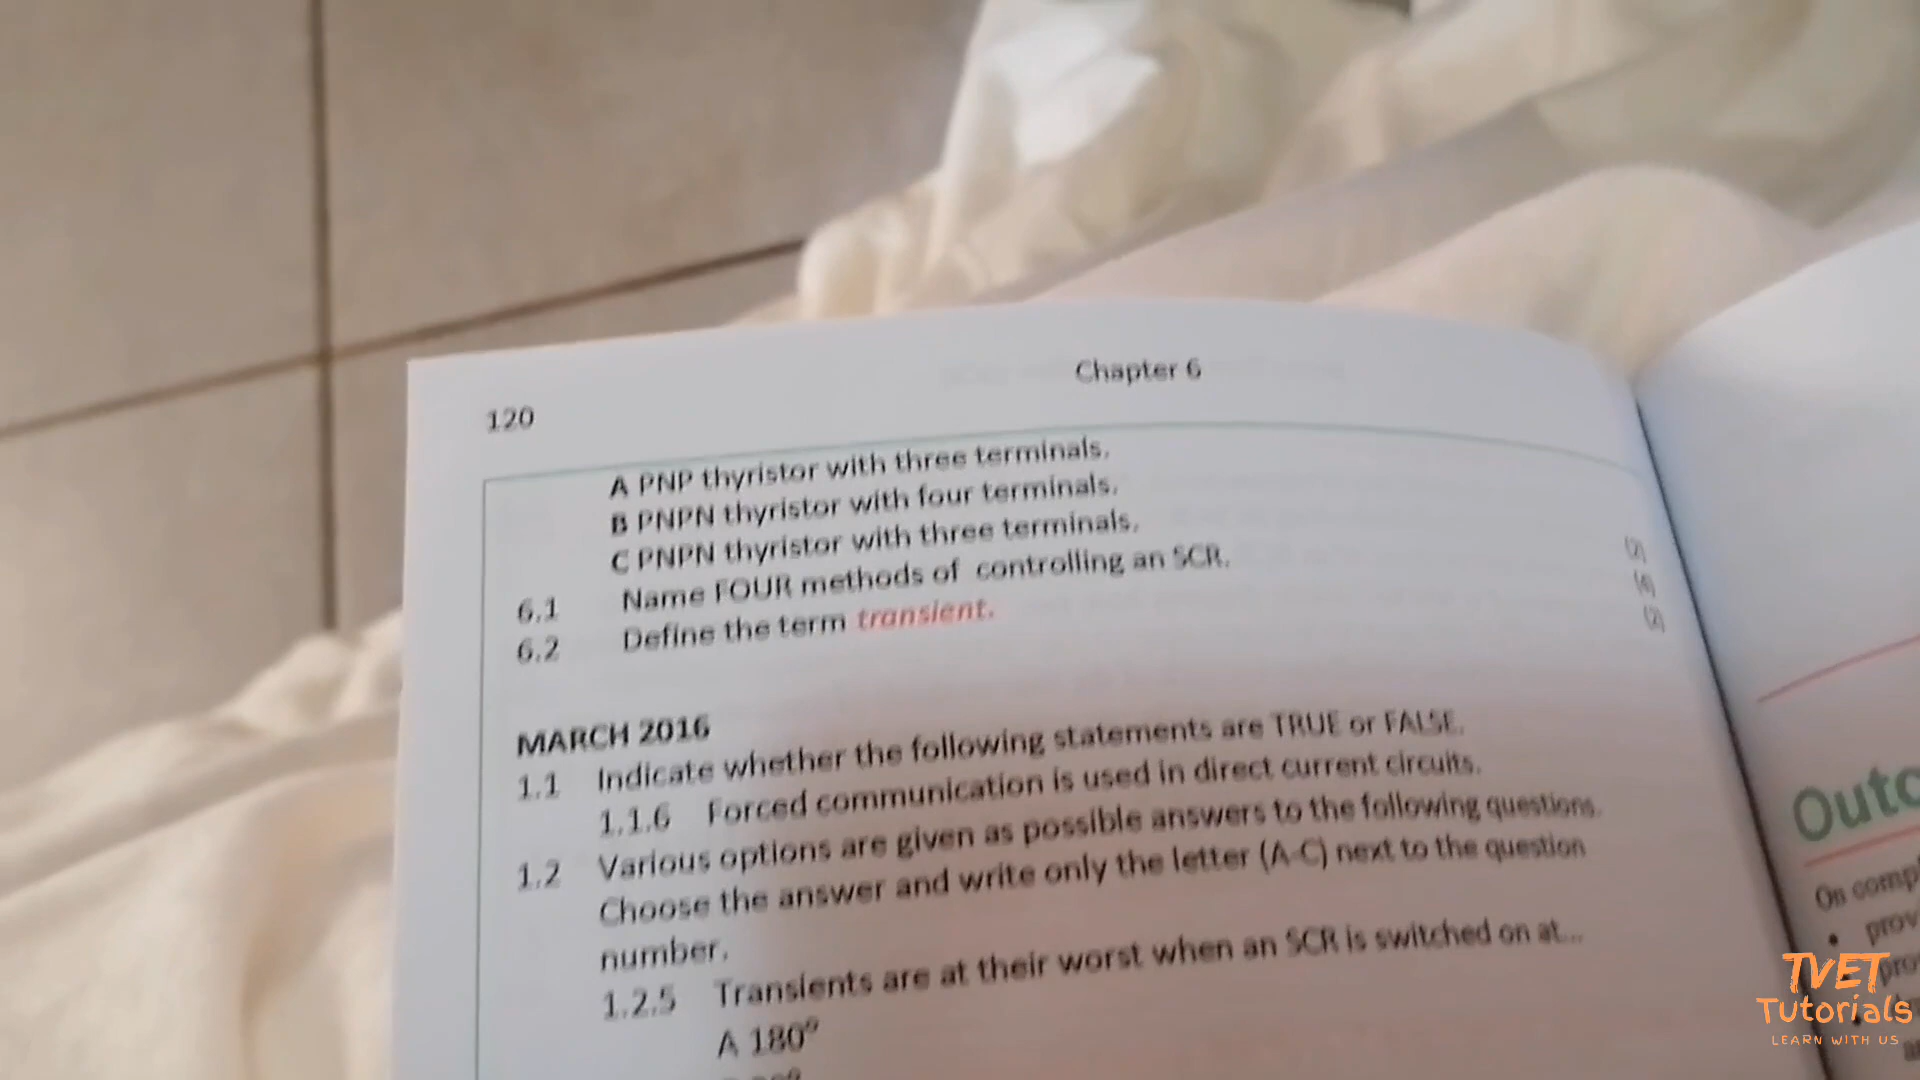 Chapter 6
120
A PNP thyristor with three terminals.
B PNPN thyristor with four terminals.
C PNPN thyristor with three terminals.
(2)
6.1 Name FOUR methods of controlling an SCR.
(4)
6.2 Define the term transient.
(2)
MARCH 2016
1.1 Indicate whether the following statements are TRUE or FALSE.
1.1.6 Forced communication is used in direct current circuits.
1.2 Various options are given as possible answers to the following questions.
Choose the answer and write only the letter (A-C) next to the question
number.
1.2.5 Transients are at their worst when an SCR is switched on at...
A 180°
On
TVET
Tutorials
LEARN WITH US